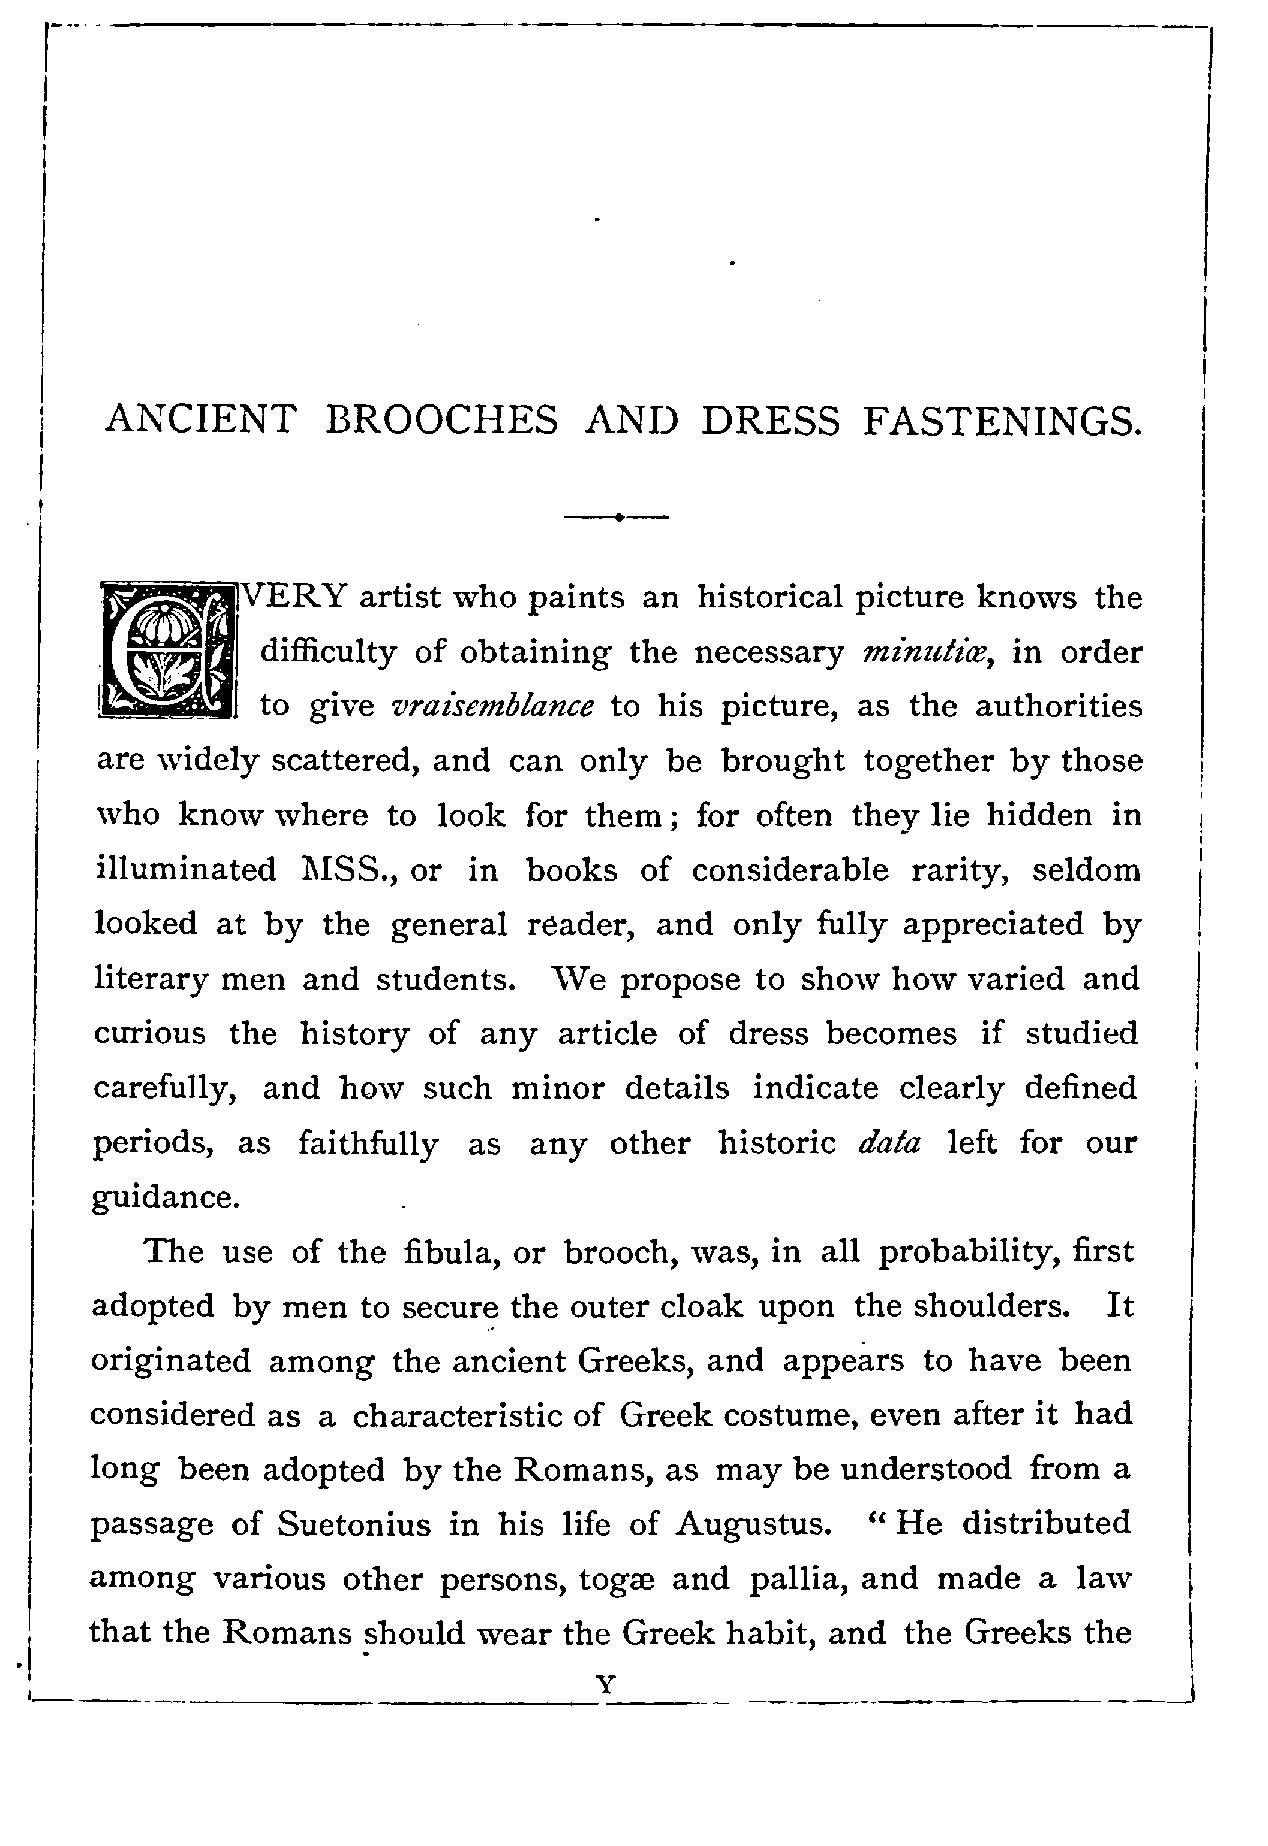 ANCIENT BROOCHES AND DRESS FASTENINGS.
EVERY artist who paints an historical picture knows the
difficulty of obtaining the necessary minutiæ, in order
to give vraisemblance to his picture, as the authorities
are widely scattered, and can only be brought together by those
who know where to look for them; for often they lie hidden in
illuminated MSS., or in books of considerable rarity, seldom
looked at by the general reader, and only fully appreciated by
literary men and students. We propose to show how varied and
curious the history of any article of dress becomes if studied
carefully, and how such minor details indicate clearly defined
periods, as faithfully as any other historic data left for our
guidance.
The use of the fibula, or brooch, was, in all probability, first
adopted by men to secure the outer cloak upon the shoulders. It
originated among the ancient Greeks, and appears to have been
considered as a characteristic of Greek costume, even after it had
long been adopted by the Romans, as may be understood from a
passage of Suetonius in his life of Augustus. “He distributed
among various other persons, togæ and pallia, and made a law
that the Romans should wear the Greek habit, and the Greeks the
Y